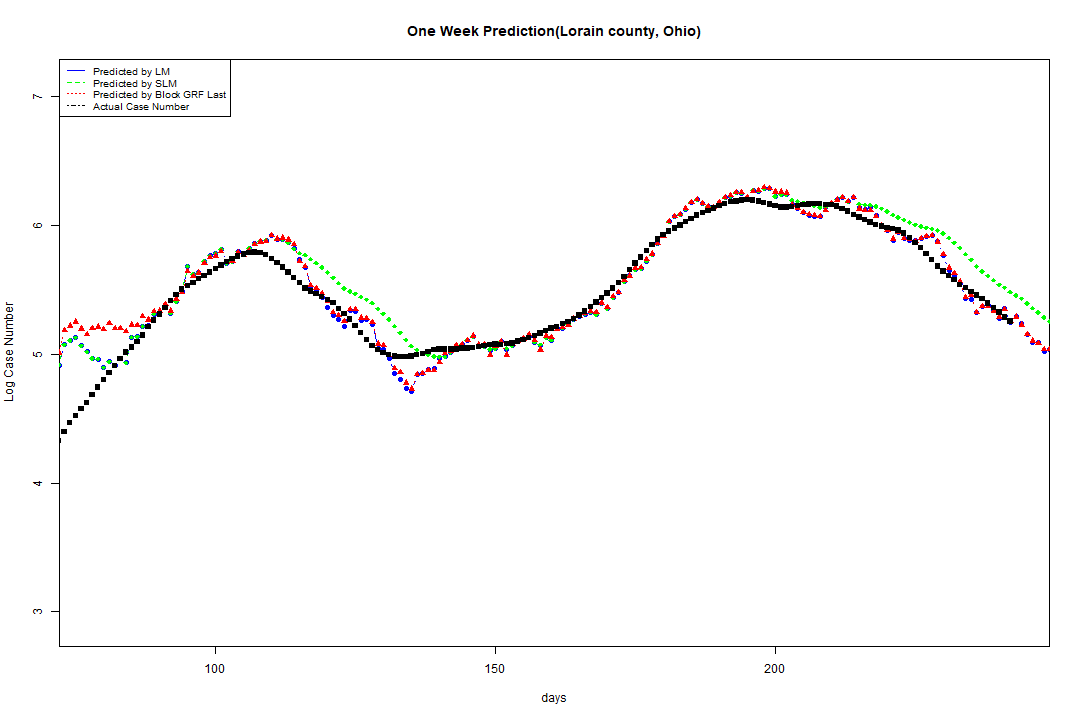 One Week Prediction(Lorain county, Ohio)
Predicted by LM
Predicted by SLM
Predicted by Block GRF Last
Actual Case Number
7
6
5
4
3
Log Case Number
100
150
200
days